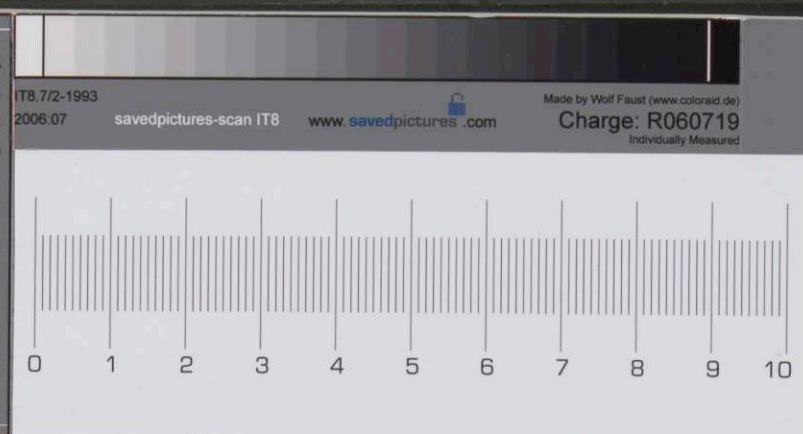 IT8.7/2-1993
2006:07
savedpictures-scan IT8
www.savedpictures.com
Made by Wolf Faust (www.coloraid.de)
Charge: R060719
Individually Measured
0 1 2 3 4 5 6 7 8 9 10